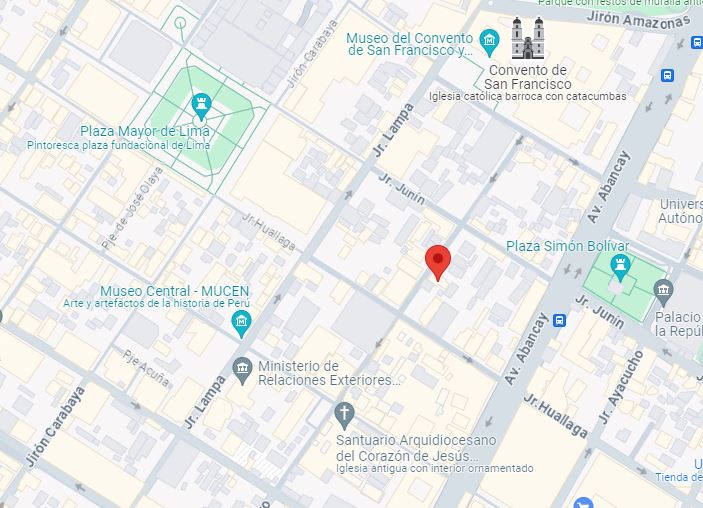 Parque con restos de muralla anti
Jirón Amazonas
Museo del Convento
de San Francisco y...
Convento de
San Francisco
Iglesia católica barroca con catacumbas
Jirón Carabaya
Plaza Mayor de Lima
Pintoresca plaza fundacional de Lima
Jr. Lampa
Jr. Junín
Av. Abancay
Univers
Autóno
Pje. de José Olaya
Jr. Huallaga
Plaza Simón Bolívar
Museo Central - MUCEN
Arte y artefactos de la historia de Perú
Palacio
la Repúb
Jr. Junín
Pje Acuña
Ministerio de
Relaciones Exteriores...
Av. Abancay
Jr. Ayacucho
Jr. Lampa
Jr. Huallaga
Jirón Carabaya
Santuario Arquidiocesano
del Corazón de Jesús...
Iglesia antigua con interior ornamentado
U
Tienda de